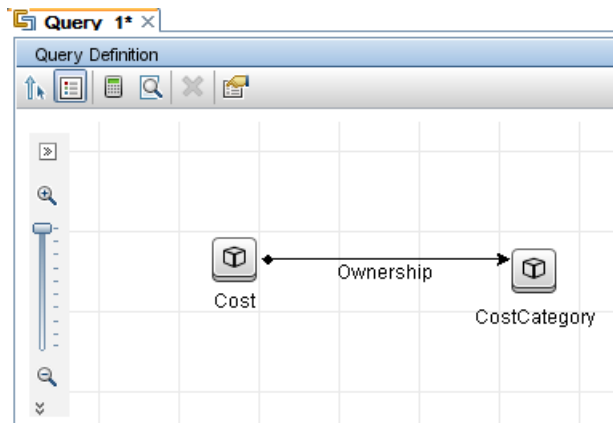 Query 1*
Query Definition
Ownership
Cost
CostCategory